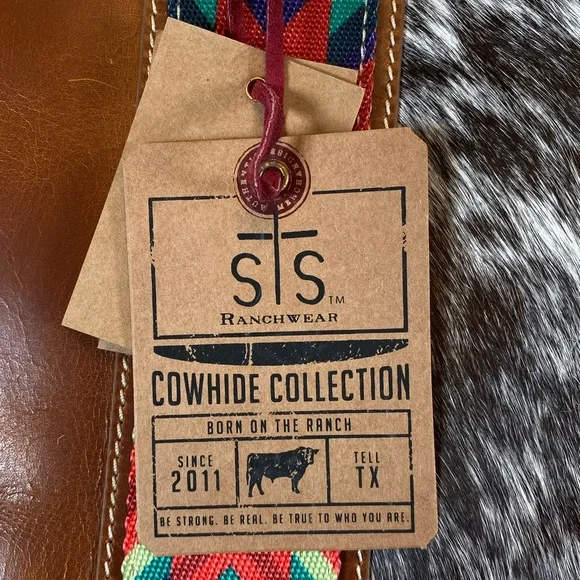 STS™
RANCHWEAR
COWHIDE COLLECTION
BORN ON THE RANCH
SINCE
2011
TELL
TX
BE STRONG. BE REAL. BE TRUE TO WHO YOU ARE.